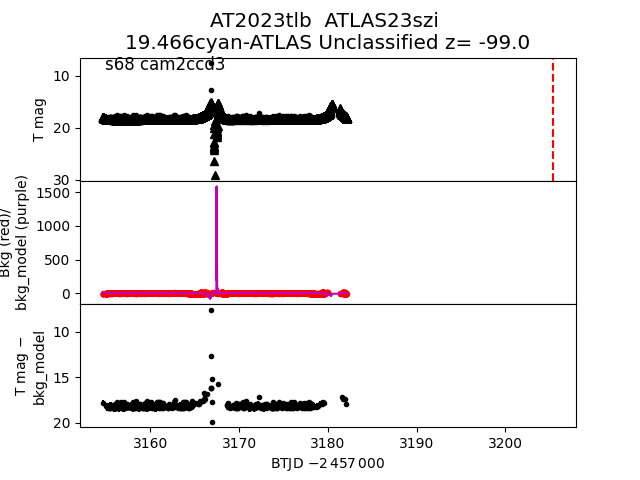 AT2023tlb  ATLAS23szi
19.466cyan-ATLAS Unclassified z= -99.0
s68 cam2ccd3
10
20
30
T mag
1500
1000
500
0
Bkg (red)/
bkg_model (purple)
10
15
20
T mag −
bkg_model
3160 3170 3180 3190 3200
BTJD −2 457 000